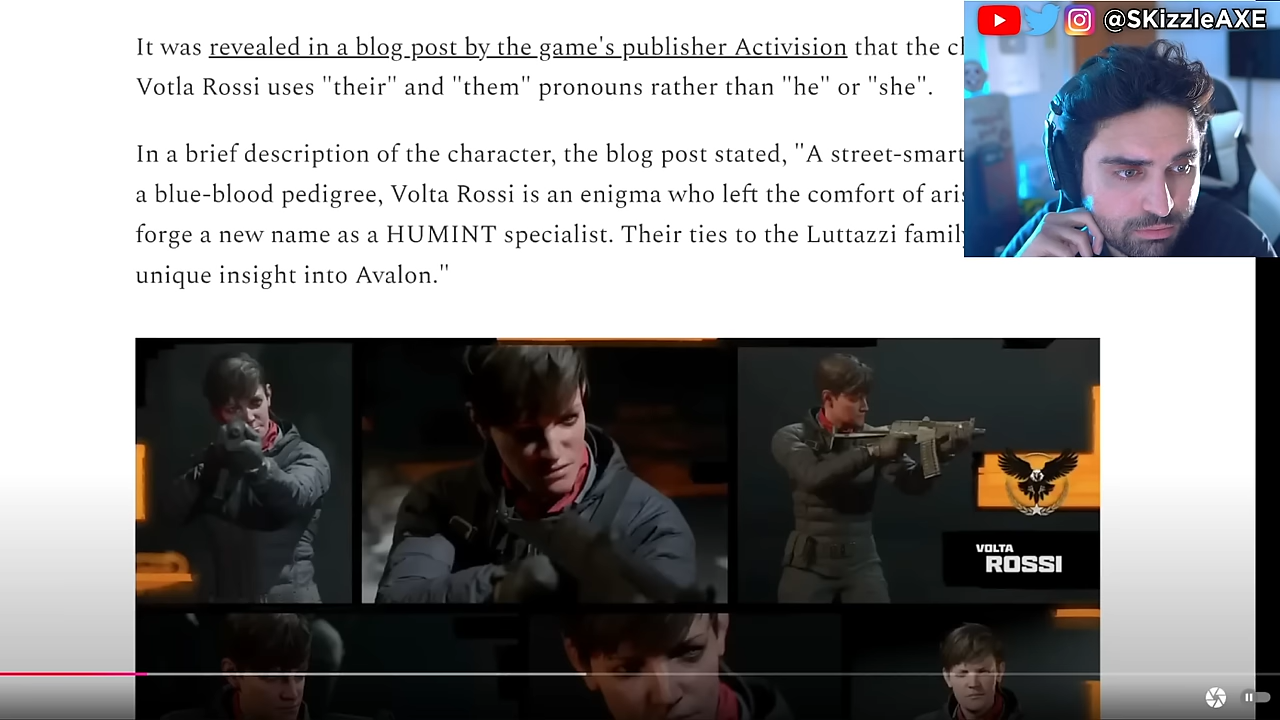 @SKizzleAXE
It was revealed in a blog post by the game's publisher Activision that the
Votla Rossi uses "their" and "them" pronouns rather than "he" or "she".
In a brief description of the character, the blog post stated, "A street-smart
a blue-blood pedigree, Volta Rossi is an enigma who left the comfort of
forge a new name as a HUMINT specialist. Their ties to the Luttazzi family
unique insight into Avalon."
VOLTA
ROSSI